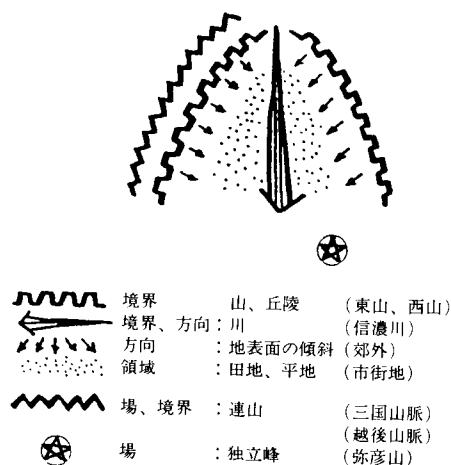 境界 山、丘陵 (東山、西山)
境界、方向:川 (信濃川)
方向 :地表面の傾斜 (郊外)
領域 :田地、平地 (市街地)
場、境界 :連山 (三国山脈)
(越後山脈)
場 :独立峰 (弥彦山)